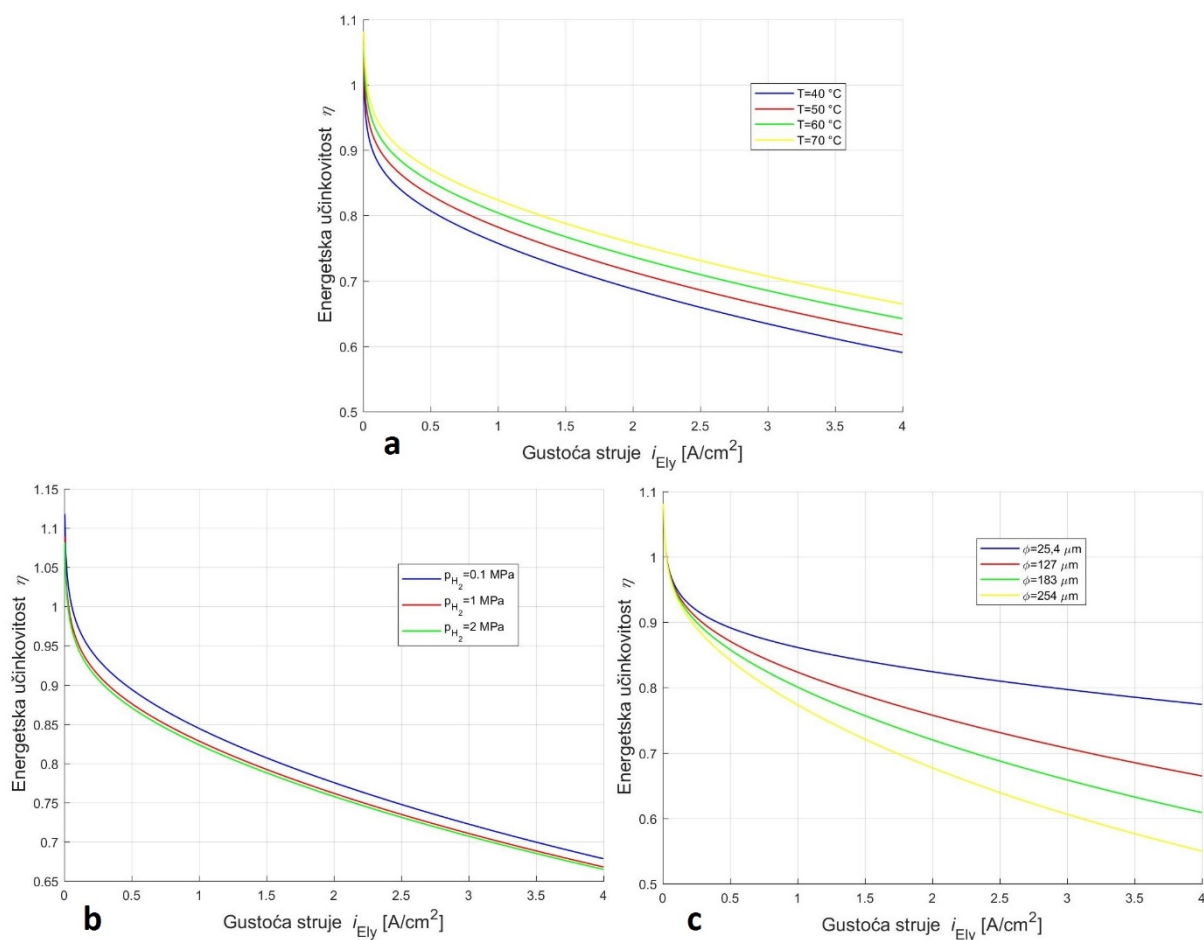 1.1
1
0.9
0.8
0.7
0.6
0.5
Energetska učinkovitost η
T=40 °C
T=50 °C
T=60 °C
T=70 °C
0 0.5 1 1.5 2 2.5 3 3.5 4
a
Gustoća struje i_Ely [A/cm²]
1.15
1.1
1.05
1
0.95
0.9
0.85
0.8
0.75
0.7
0.65
Energetska učinkovitost η
p_H₂=0.1 MPa
p_H₂=1 MPa
p_H₂=2 MPa
0 0.5 1 1.5 2 2.5 3 3.5 4
b
Gustoća struje i_Ely [A/cm²]
1.1
1
0.9
0.8
0.7
0.6
0.5
Energetska učinkovitost η
ϕ=25,4 μm
ϕ=127 μm
ϕ=183 μm
ϕ=254 μm
0 0.5 1 1.5 2 2.5 3 3.5 4
c
Gustoća struje i_Ely [A/cm²]